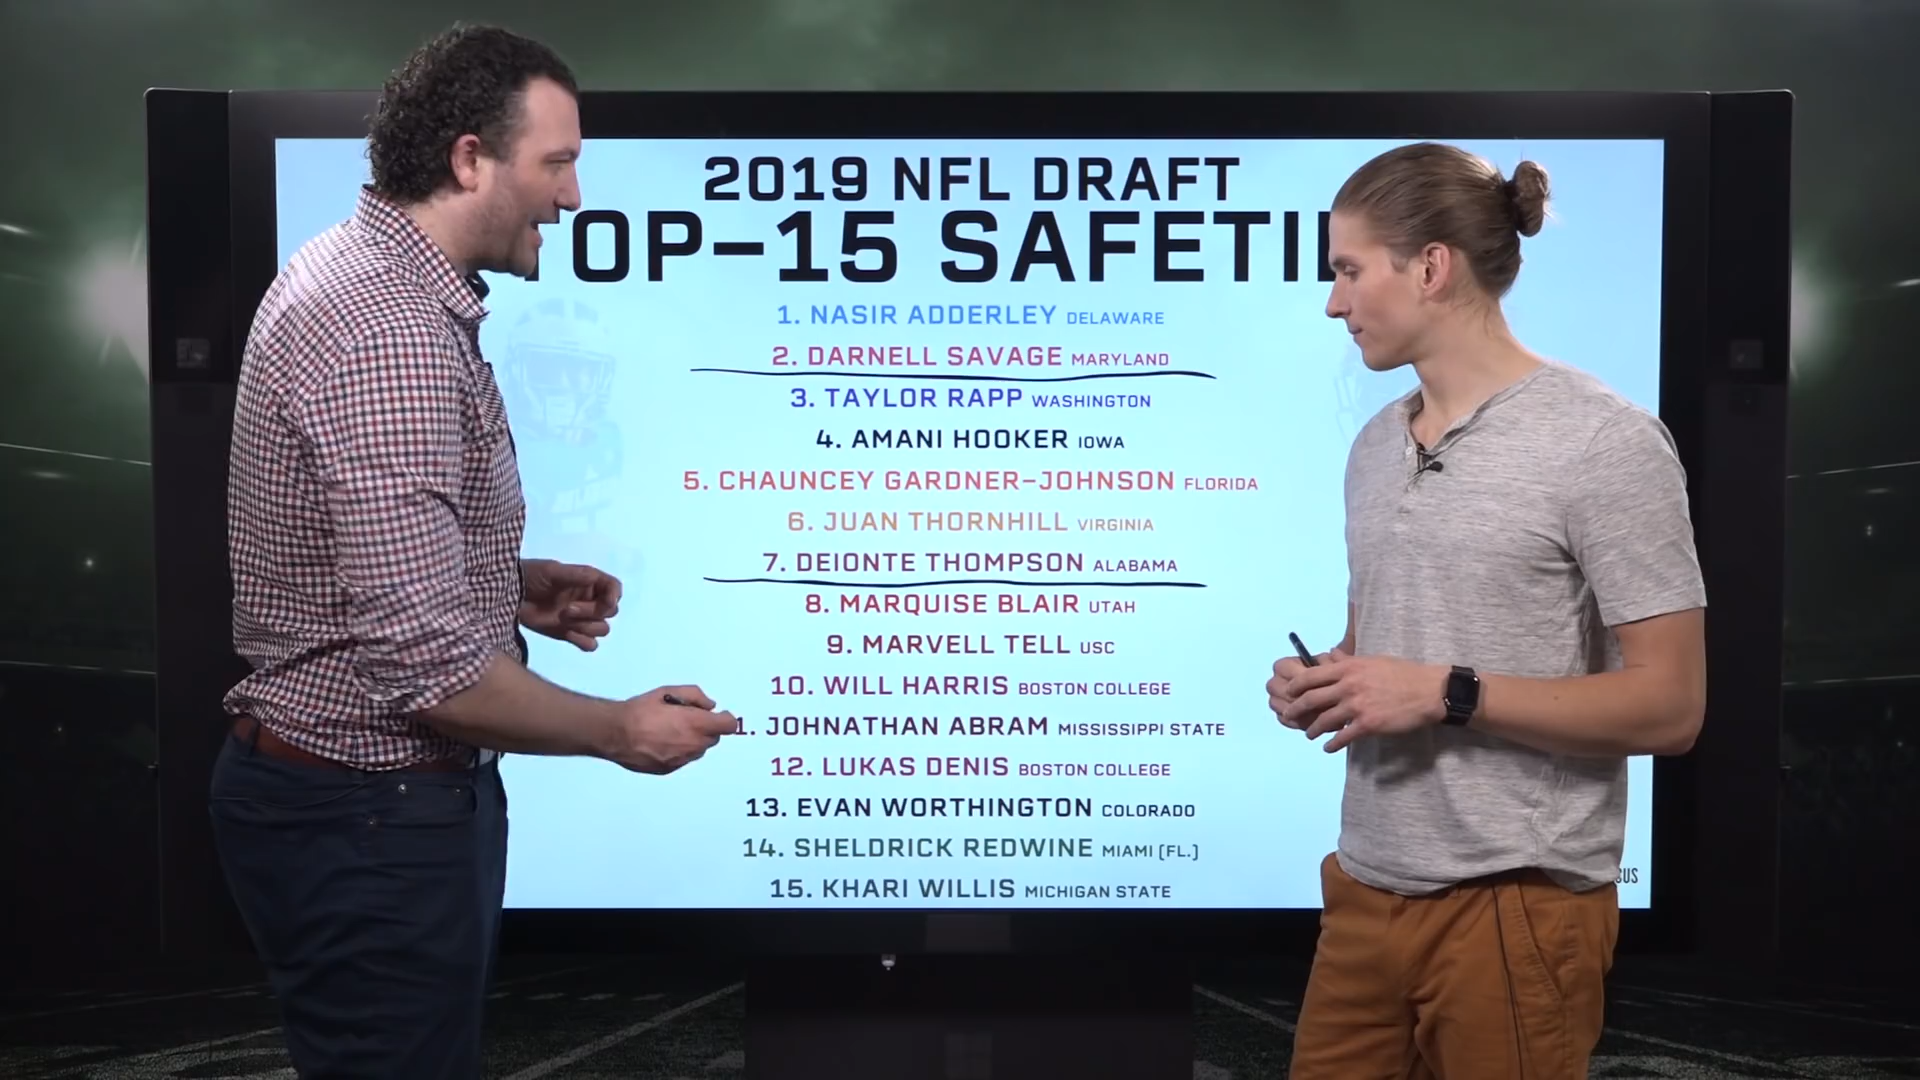 2019 NFL DRAFT
TOP-15 SAFETIE
1. NASIR ADDERLEY DELAWARE
2. DARNELL SAVAGE MARYLAND
3. TAYLOR RAPP WASHINGTON
4. AMANI HOOKER IOWA
5. CHAUNCEY GARDNER-JOHNSON FLORIDA
6. JUAN THORNHILL VIRGINIA
7. DEIONTE THOMPSON ALABAMA
8. MARQUISE BLAIR UTAH
9. MARVELL TELL USC
10. WILL HARRIS BOSTON COLLEGE
1. JOHNATHAN ABRAM MISSISSIPPI STATE
12. LUKAS DENIS BOSTON COLLEGE
13. EVAN WORTHINGTON COLORADO
14. SHELDRICK REDWINE MIAMI (FL.)
15. KHARI WILLIS MICHIGAN STATE